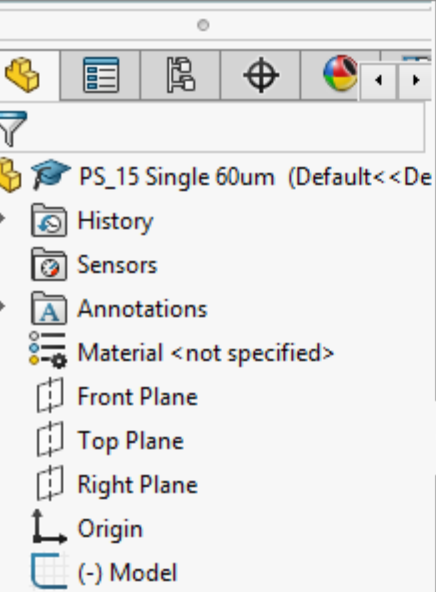 PS_15 Single 60um (Default<<De
History
Sensors
A Annotations
Material <not specified>
Front Plane
Top Plane
Right Plane
Origin
(-) Model